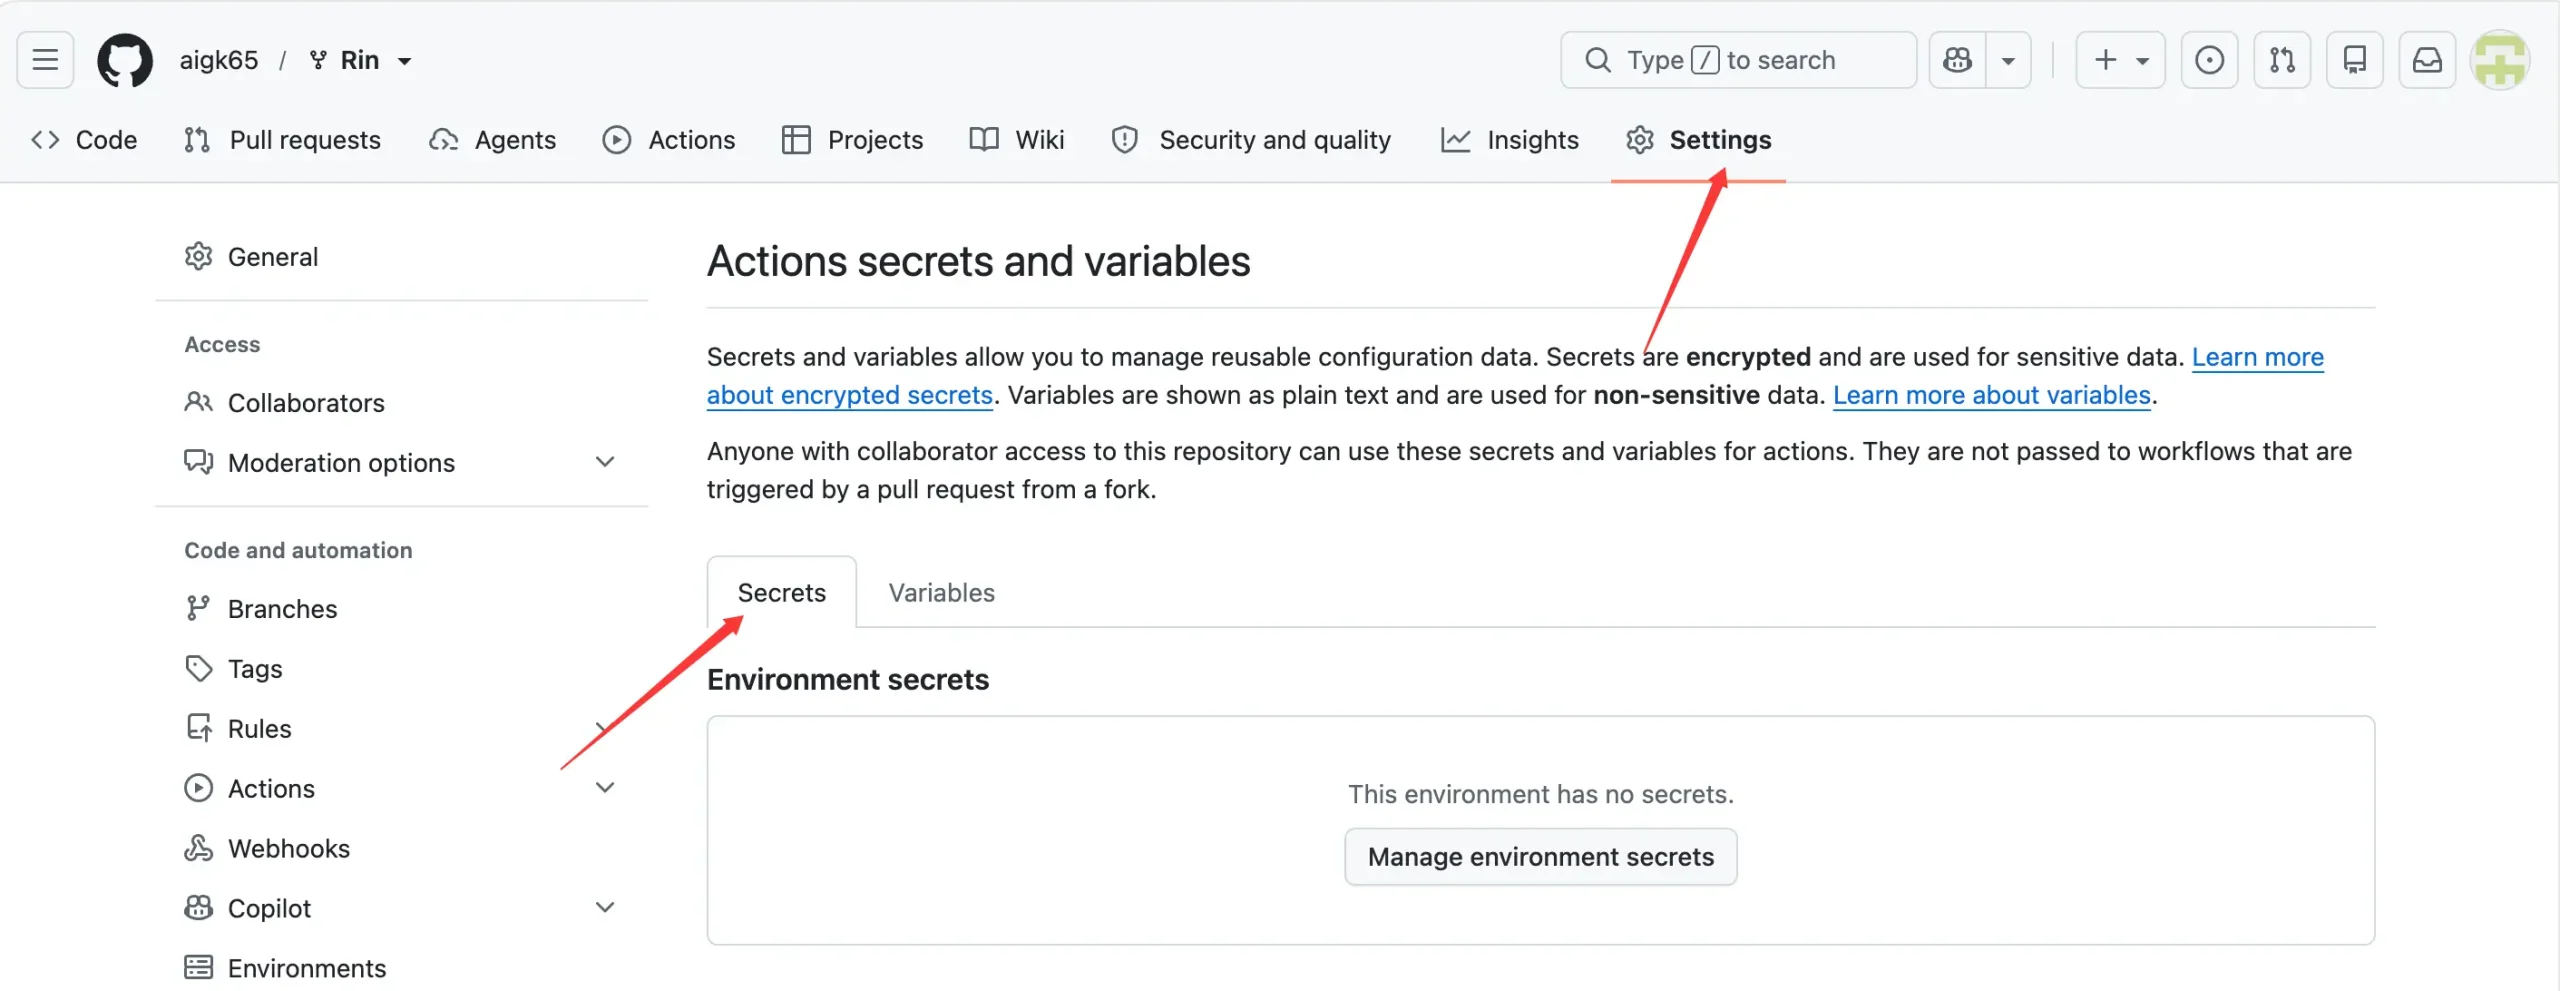 aigk65 / Rin
Type / to search
Code Pull requests Agents Actions Projects Wiki Security and quality Insights Settings
General
Access
Collaborators
Moderation options
Code and automation
Branches
Tags
Rules
Actions
Webhooks
Copilot
Environments
Actions secrets and variables
Secrets and variables allow you to manage reusable configuration data. Secrets are encrypted and are used for sensitive data. Learn more
about encrypted secrets. Variables are shown as plain text and are used for non-sensitive data. Learn more about variables.
Anyone with collaborator access to this repository can use these secrets and variables for actions. They are not passed to workflows that are
triggered by a pull request from a fork.
Secrets Variables
Environment secrets
This environment has no secrets.
Manage environment secrets